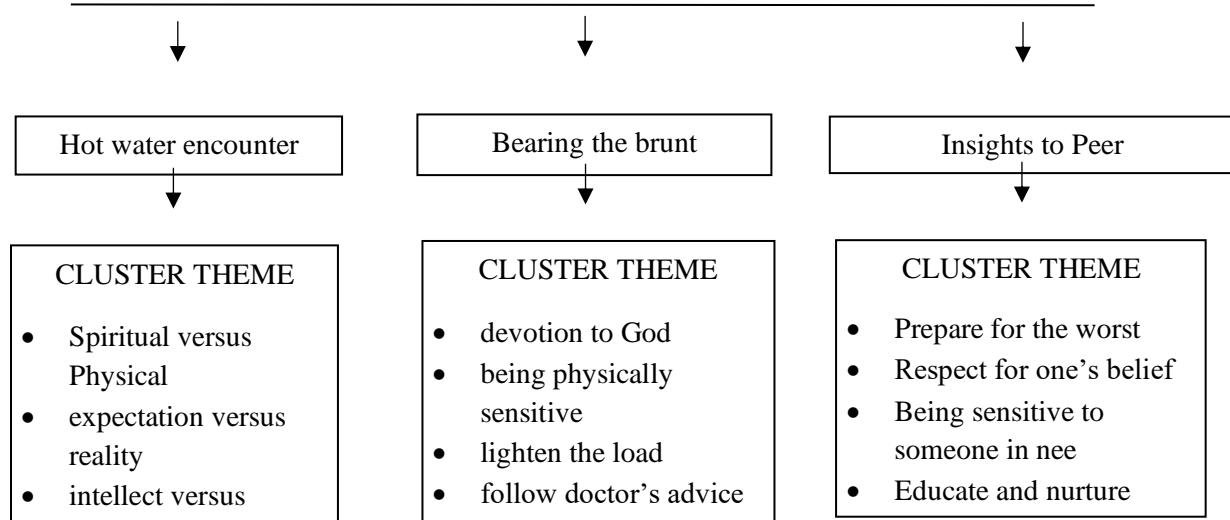 Hot water encounter
Bearing the brunt
Insights to Peer
CLUSTER THEME
• Spiritual versus
Physical
• expectation versus
reality
• intellect versus
CLUSTER THEME
• devotion to God
• being physically
sensitive
• lighten the load
• follow doctor’s advice
CLUSTER THEME
• Prepare for the worst
• Respect for one’s belief
• Being sensitive to
someone in nee
• Educate and nurture